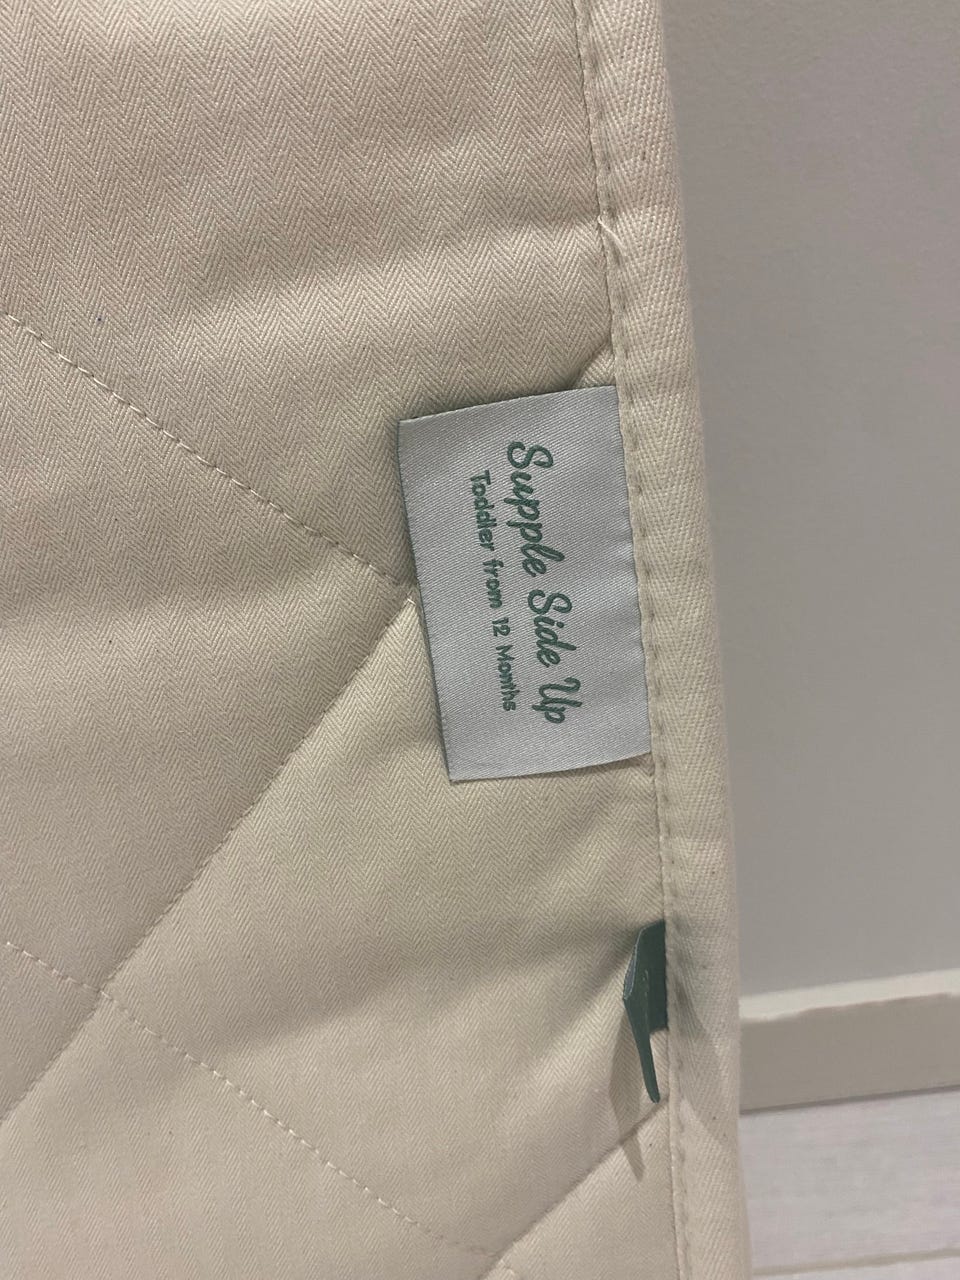 Supple Side Up
Toddler from 12 Months